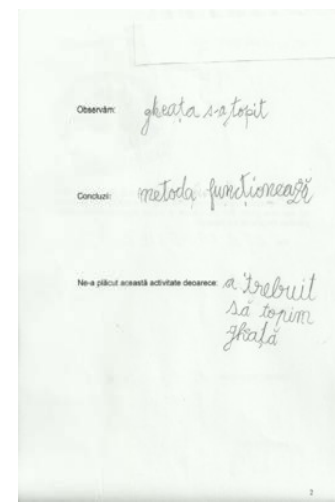 Observăm: gheața s-a topit
Concluzii: metoda funcționează
Ne-a plăcut această activitate deoarece: a trebuit
să topim
gheață
2